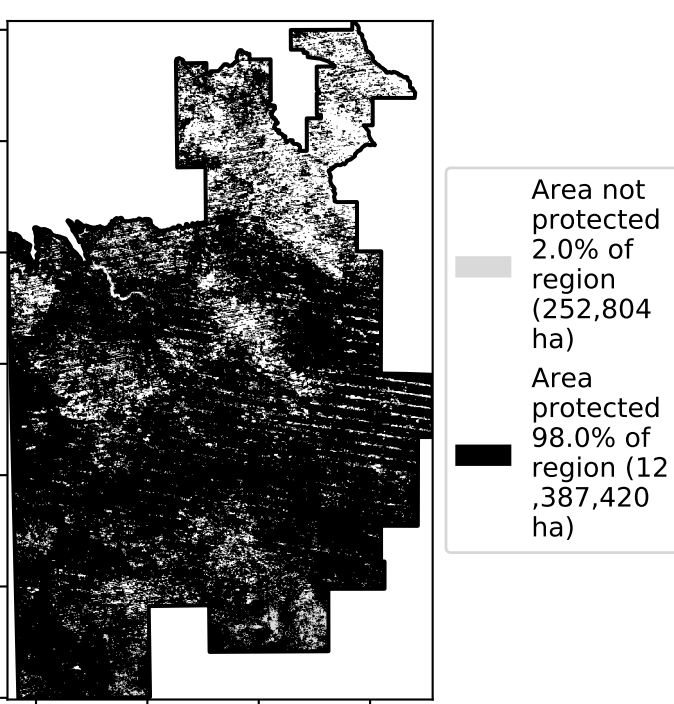 Area not
protected
2.0% of
region
(252,804
ha)
Area
protected
98.0% of
region (12
,387,420
ha)